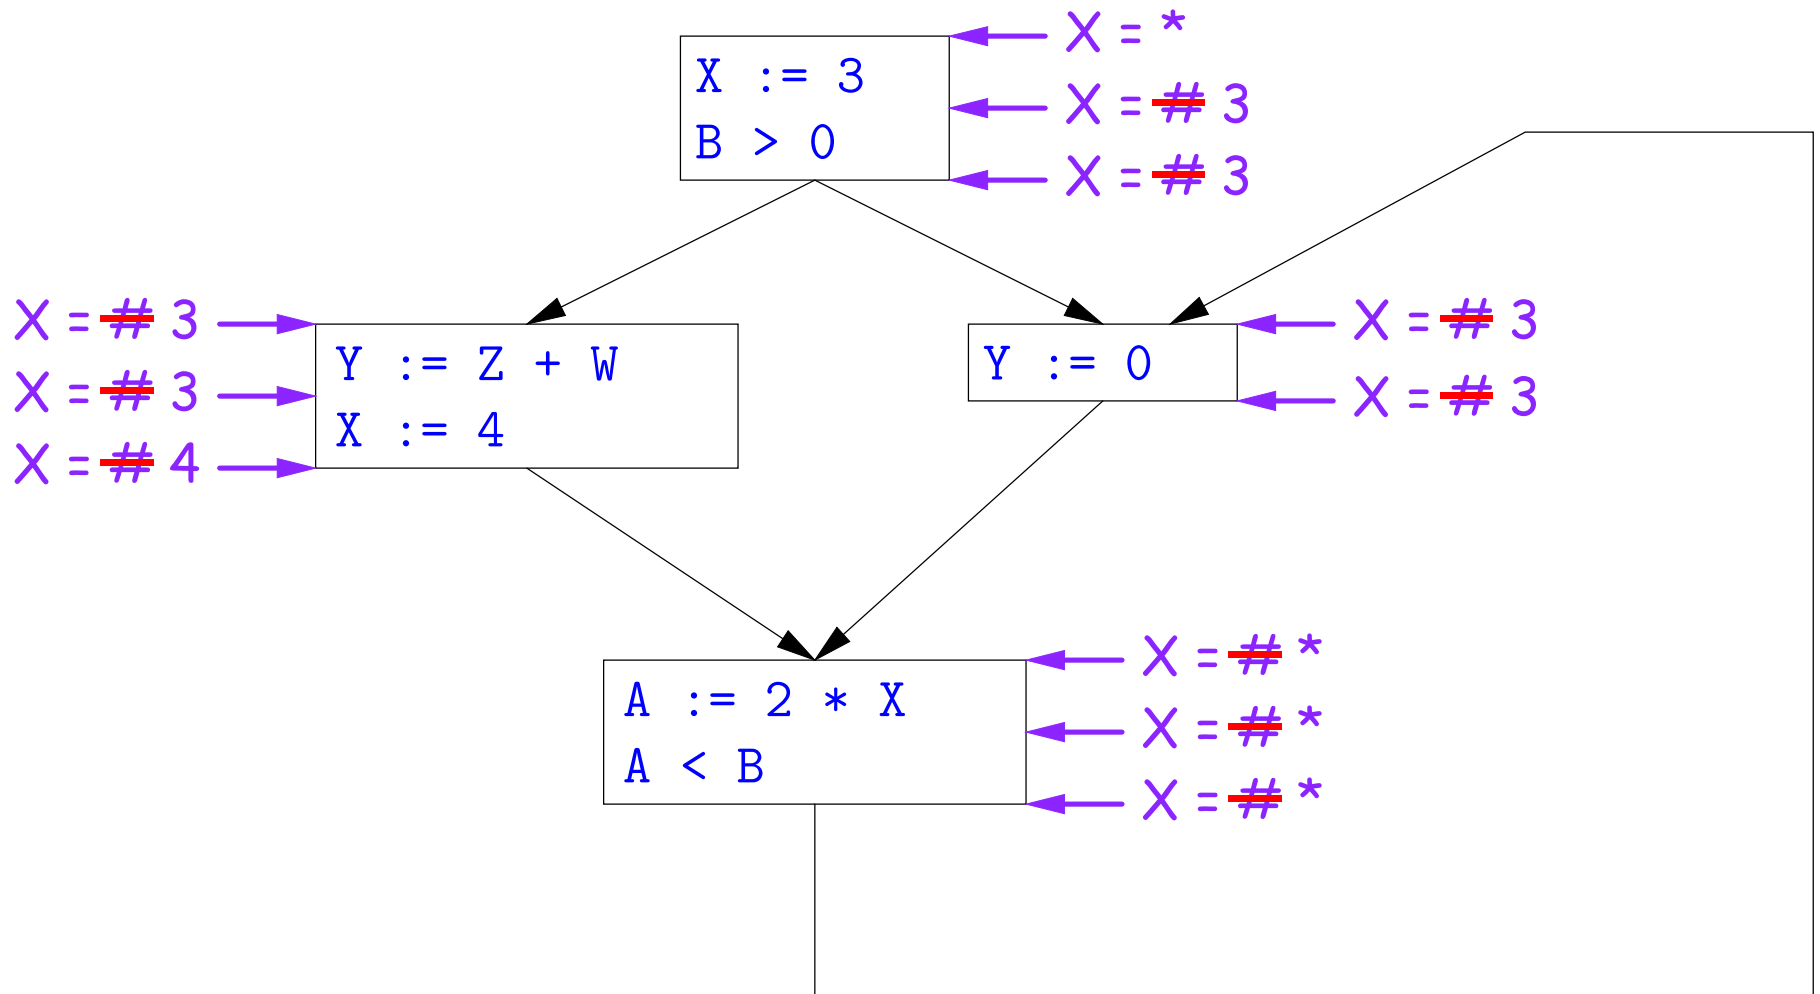 X = *
X := 3
X = # 3
B > 0
X = # 3
X = # 3
X = # 3
Y := Z + W
Y := 0
X = # 3
X = # 3
X := 4
X = # 4
X = # *
A := 2 * X
X = # *
A < B
X = # *